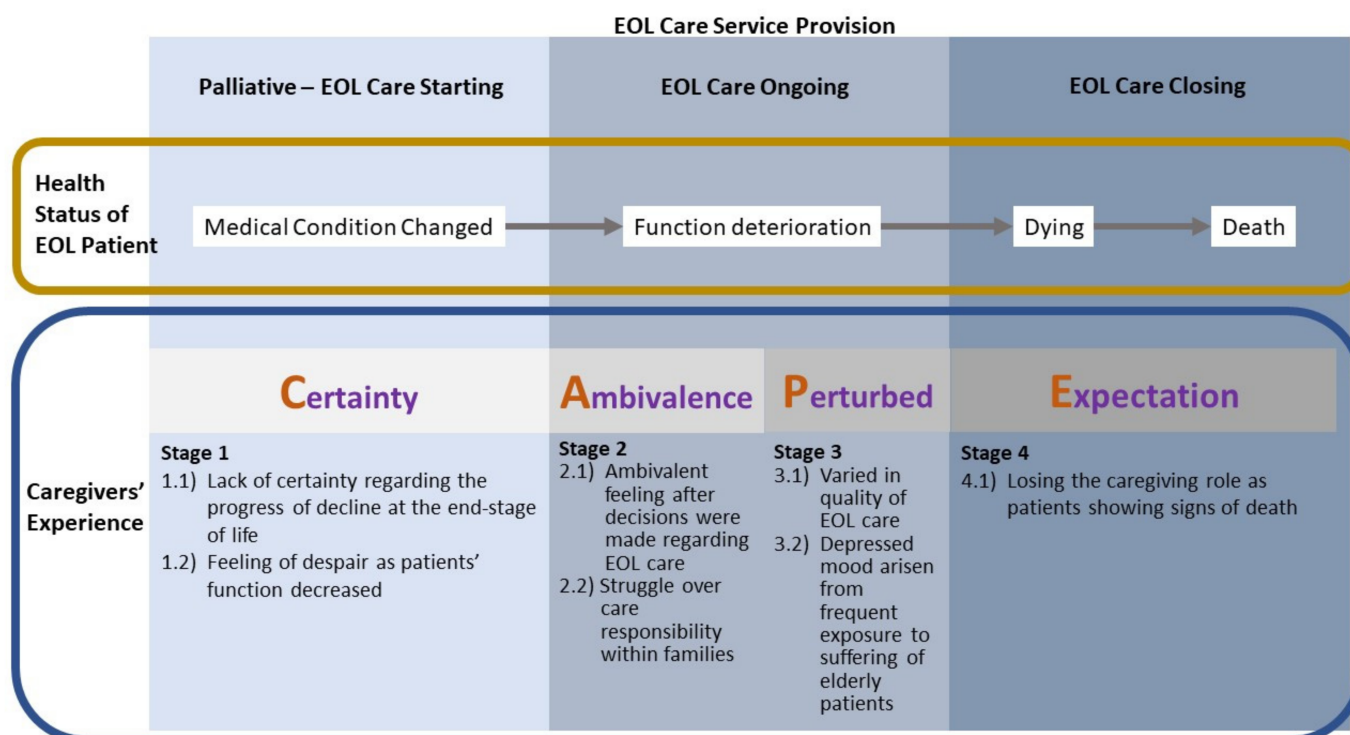 EOL Care Service Provision
Palliative – EOL Care Starting
EOL Care Ongoing
EOL Care Closing
Health
Status of
EOL Patient
Medical Condition Changed
Function deterioration
Dying
Death
Caregivers’
Experience
Certainty
Stage 1
1.1) Lack of certainty regarding the
progress of decline at the end-stage
of life
1.2) Feeling of despair as patients’
function decreased
Ambivalence
Stage 2
2.1) Ambivalent
feeling after
decisions were
made regarding
EOL care
2.2) Struggle over
care
responsibility
within families
Perturbed
Stage 3
3.1) Varied in
quality of
EOL care
3.2) Depressed
mood arisen
from
frequent
exposure to
suffering of
elderly
patients
Expectation
Stage 4
4.1) Losing the caregiving role as
patients showing signs of death